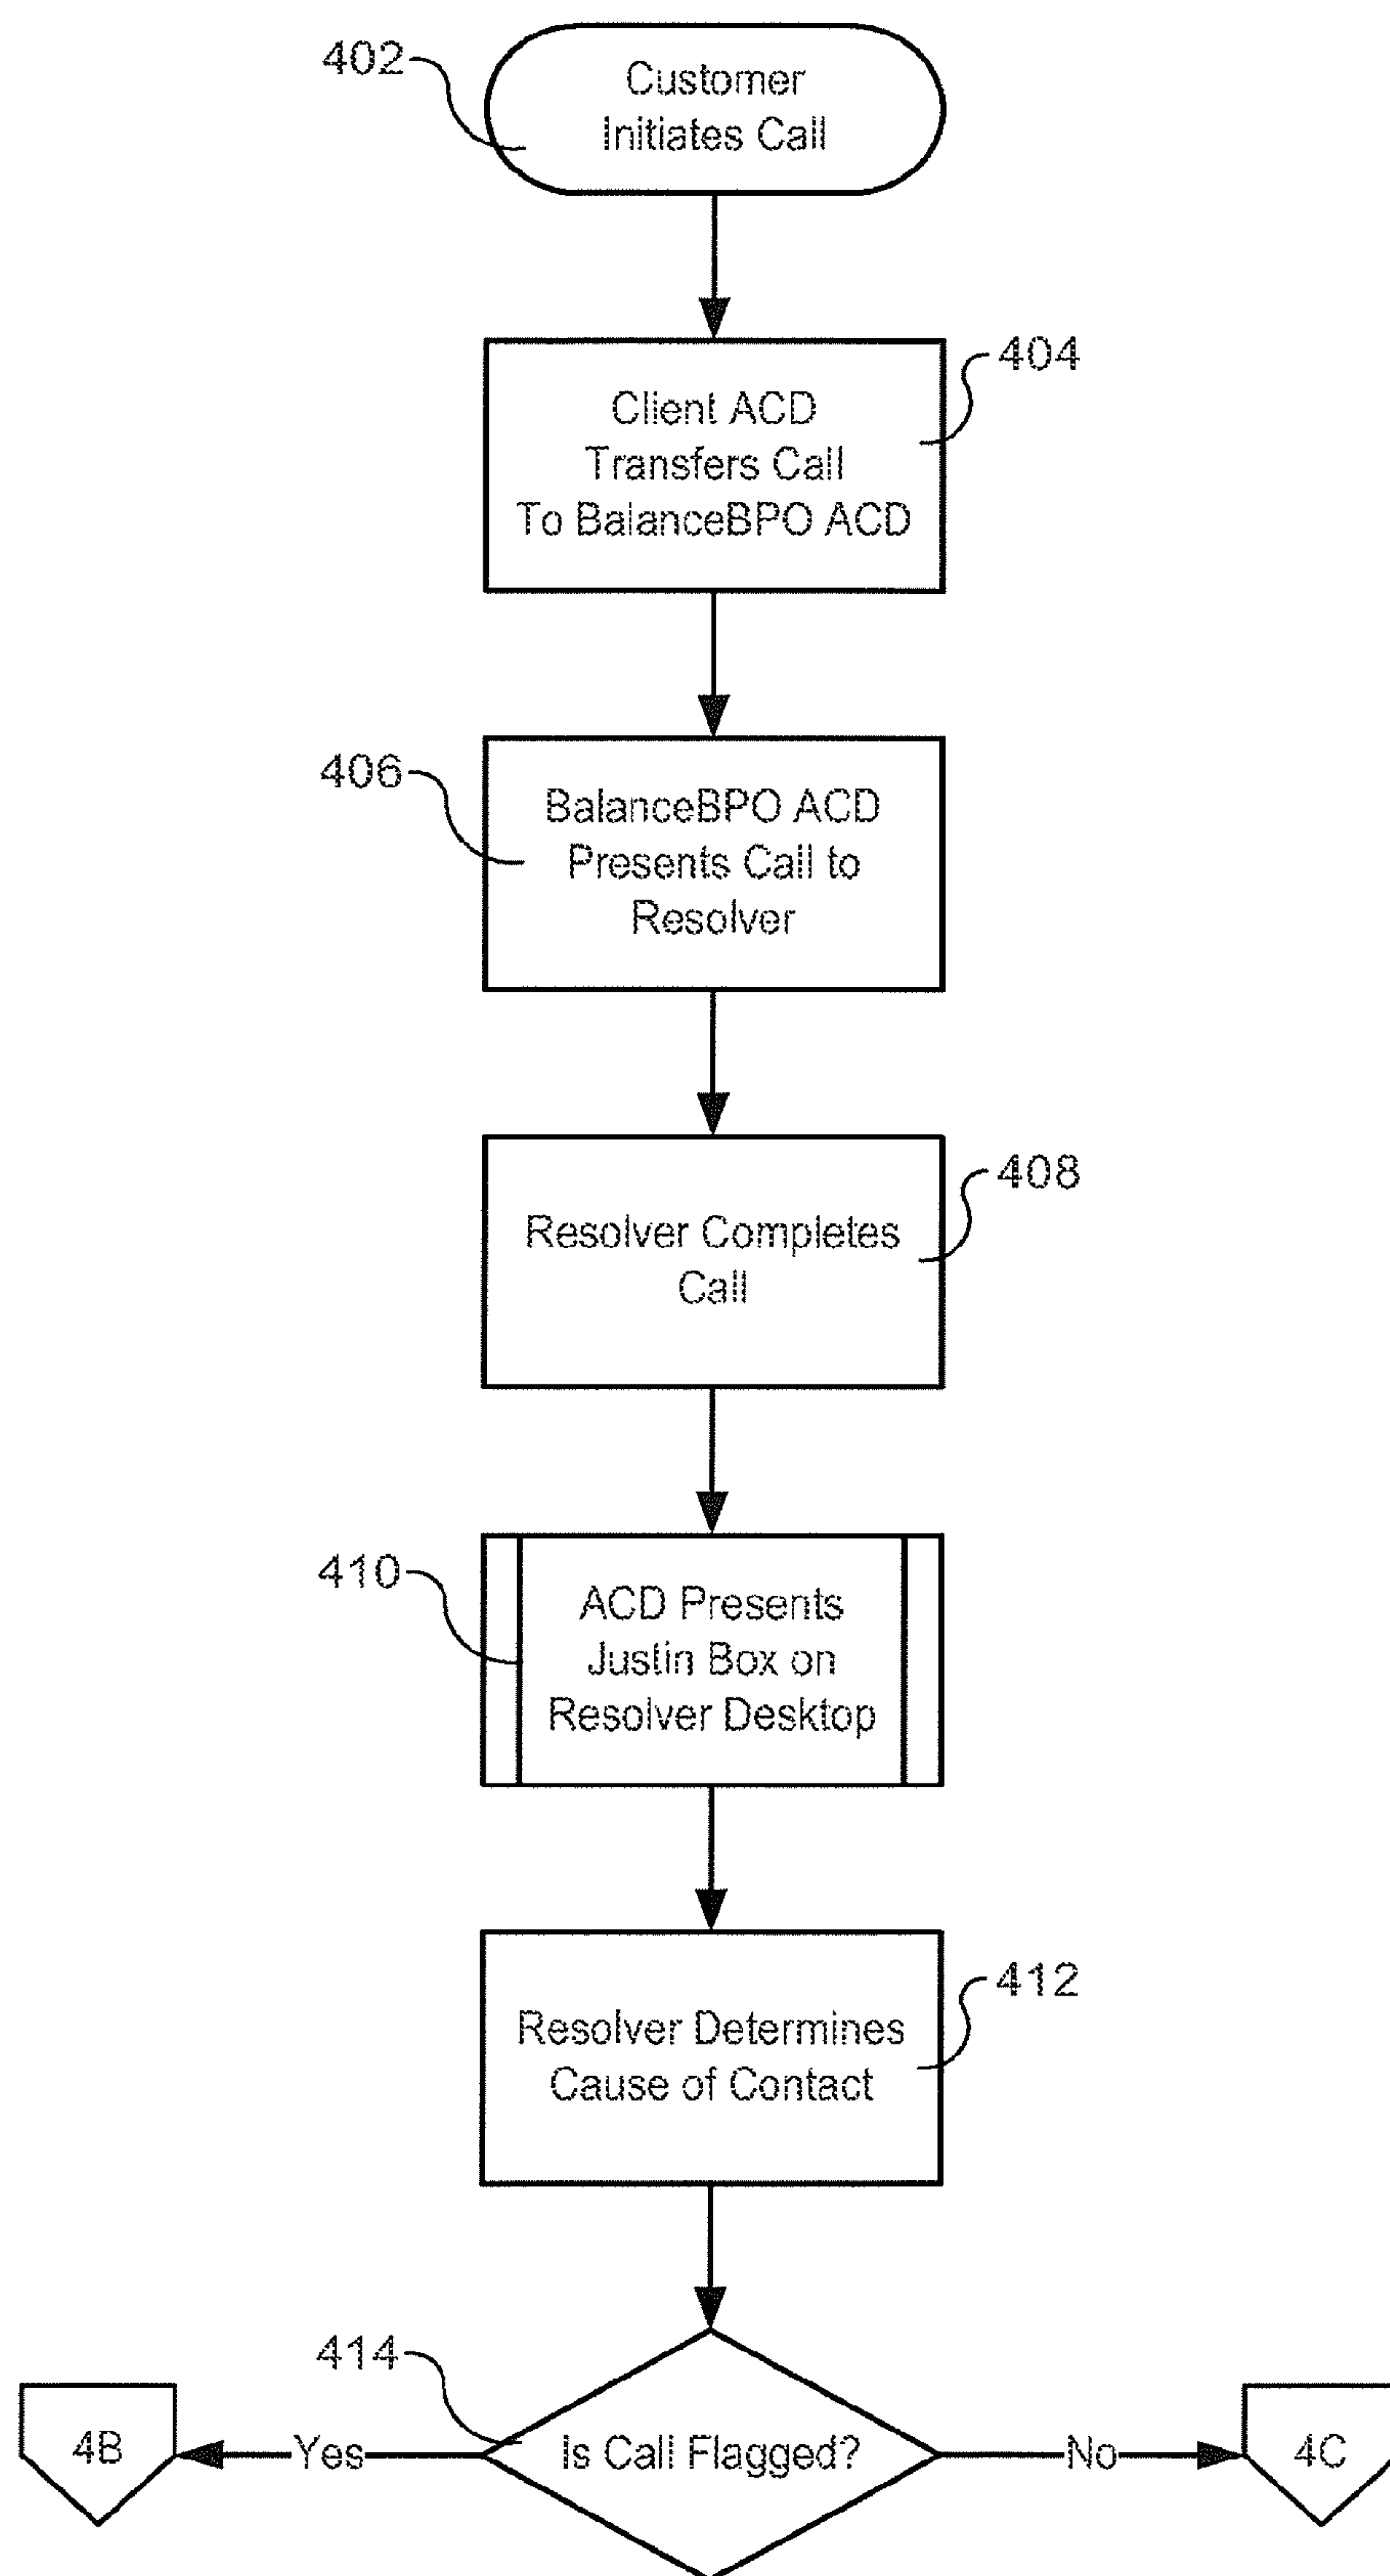 402
Customer
Initiates Call
404
Client ACD
Transfers Call
To BalanceBPO ACD
406
BalanceBPO ACD
Presents Call to
Resolver
408
Resolver Completes
Call
410
ACD Presents
Justin Box on
Resolver Desktop
412
Resolver Determines
Cause of Contact
414
4B
Yes
Is Call Flagged?
No
4C